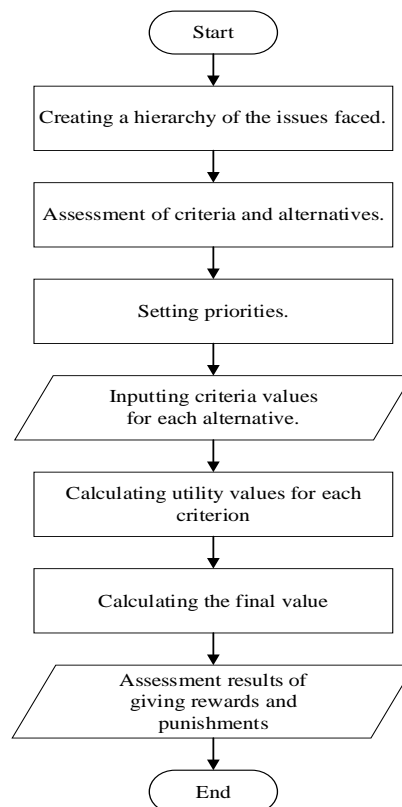 Start
Creating a hierarchy of the issues faced.
Assessment of criteria and alternatives.
Setting priorities.
Inputting criteria values
for each alternative.
Calculating utility values for each
criterion
Calculating the final value
Assessment results of
giving rewards and
punishments
End